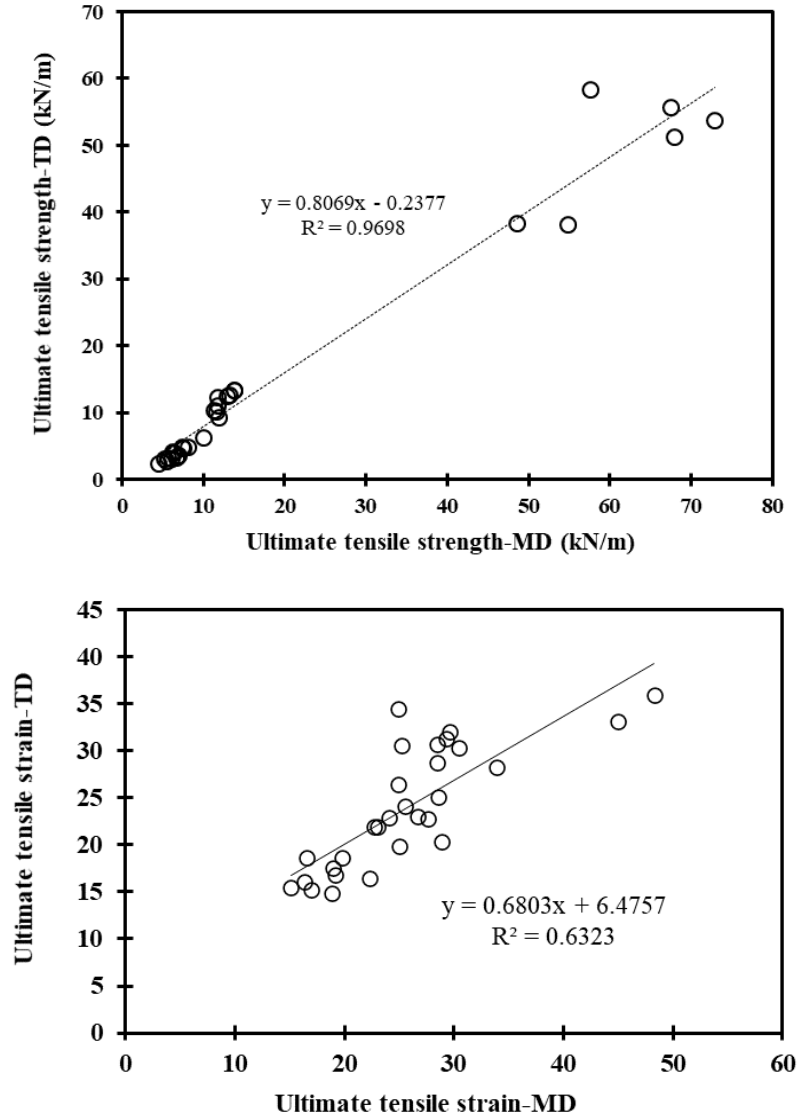 70
60
50
40
30
20
10
0
Ultimate tensile strength-TD (kN/m)
y = 0.8069x - 0.2377
R² = 0.9698
0 10 20 30 40 50 60 70 80
Ultimate tensile strength-MD (kN/m)
45
40
35
30
25
20
15
10
5
0
Ultimate tensile strain-TD
y = 0.6803x + 6.4757
R² = 0.6323
0 10 20 30 40 50 60
Ultimate tensile strain-MD